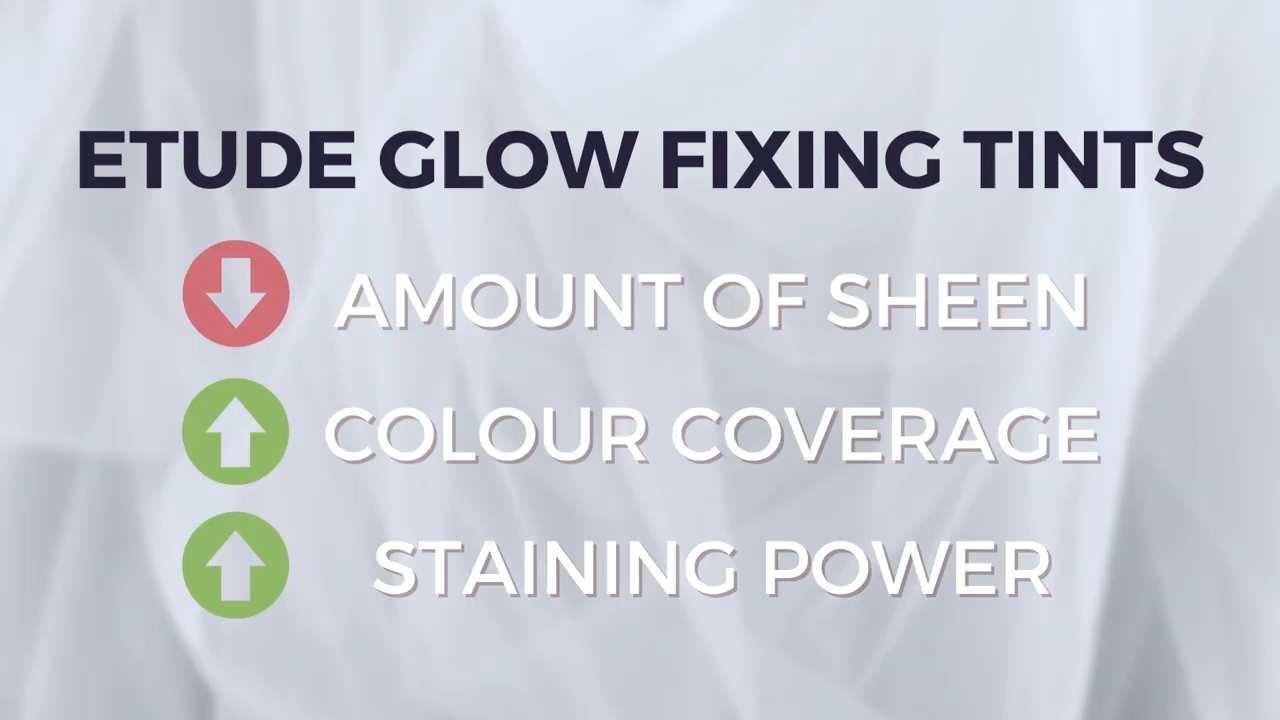 ETUDE GLOW FIXING TINTS
AMOUNT OF SHEEN
COLOUR COVERAGE
STAINING POWER